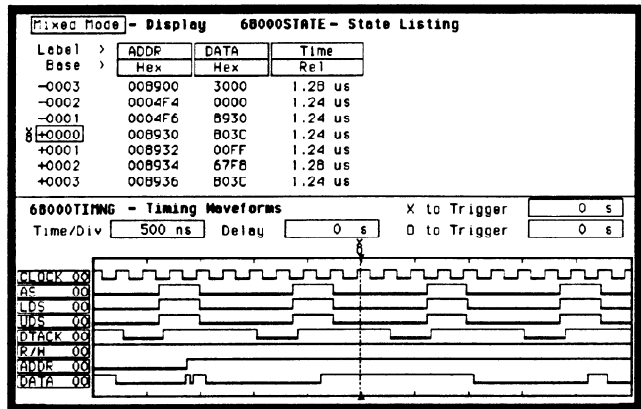 Mixed Mode - Display 68000STATE - State Listing
Label > ADDR DATA Time
Base > Hex Hex Rel
-0003 008900 3000 1.28 us
-0002 0004F4 0000 1.24 us
-0001 0004F6 8930 1.24 us
+0000 008930 B03C 1.24 us
+0001 008932 00FF 1.24 us
+0002 008934 67F8 1.28 us
+0003 008936 B03C 1.24 us
68000TIMNG - Timing Waveforms X to Trigger 0 s
Time/Div 500 ns Delay 0 s O to Trigger 0 s
CLOCK 00
AS 00
LDS 00
UDS 00
DTACK 00
R/W 00
ADDR 00
DATA 00